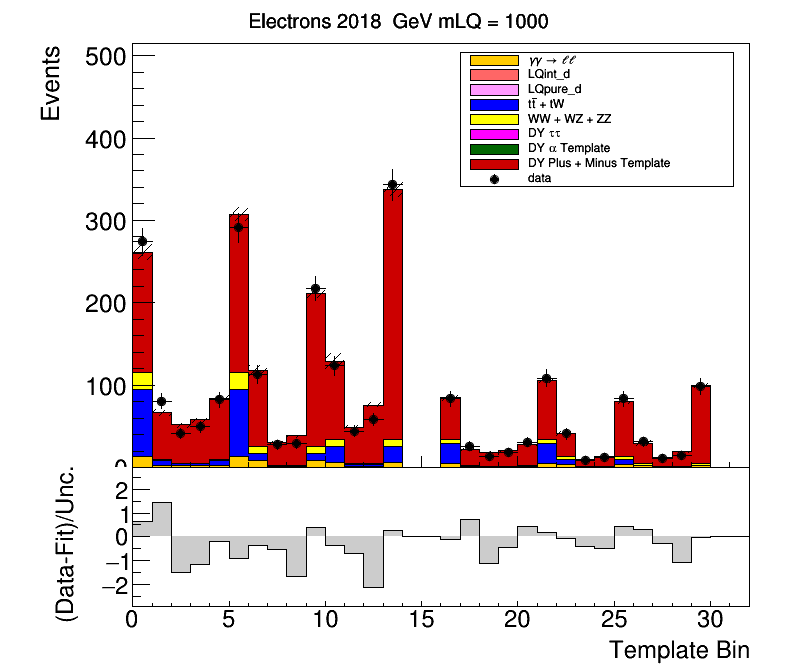 Electrons 2018 GeV mLQ = 1000
Events
500
400
300
200
100
0
γγ → ℓℓ
LQint_d
LQpure_d
tt̄ + tW
WW + WZ + ZZ
DY ττ
DY α Template
DY Plus + Minus Template
data
(Data-Fit)/Unc.
2
1
0
−1
−2
0 5 10 15 20 25 30
Template Bin